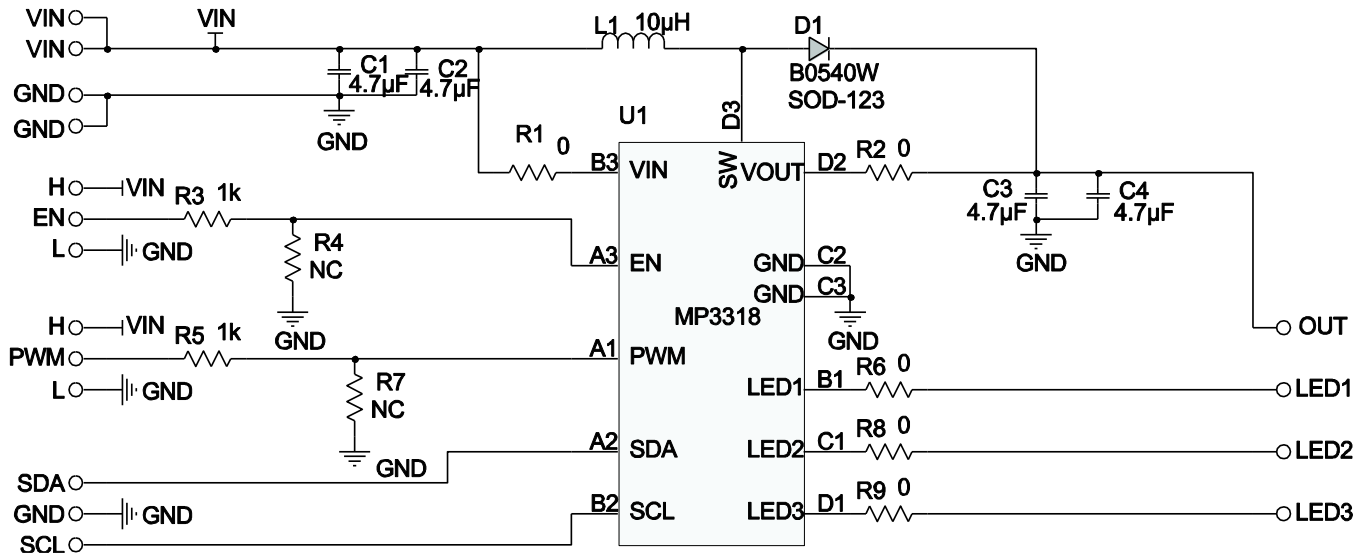 VIN
VIN
VIN
GND
GND
C1
4.7µF
C2
4.7µF
GND
L1 10µH
D1
B0540W
SOD-123
D3
U1
R1 0
B3 VIN
SW
VOUT D2
R2 0
C3
4.7µF
C4
4.7µF
GND
H VIN
EN
R3 1k
L GND
R4
NC
GND
A3 EN
GND C2
GND C3
GND
MP3318
OUT
H VIN
PWM
R5 1k
L GND
R7
NC
GND
A1 PWM
LED1 B1
R6 0
LED1
A2 SDA
LED2 C1
R8 0
LED2
SDA
GND GND
SCL
B2 SCL
LED3 D1
R9 0
LED3